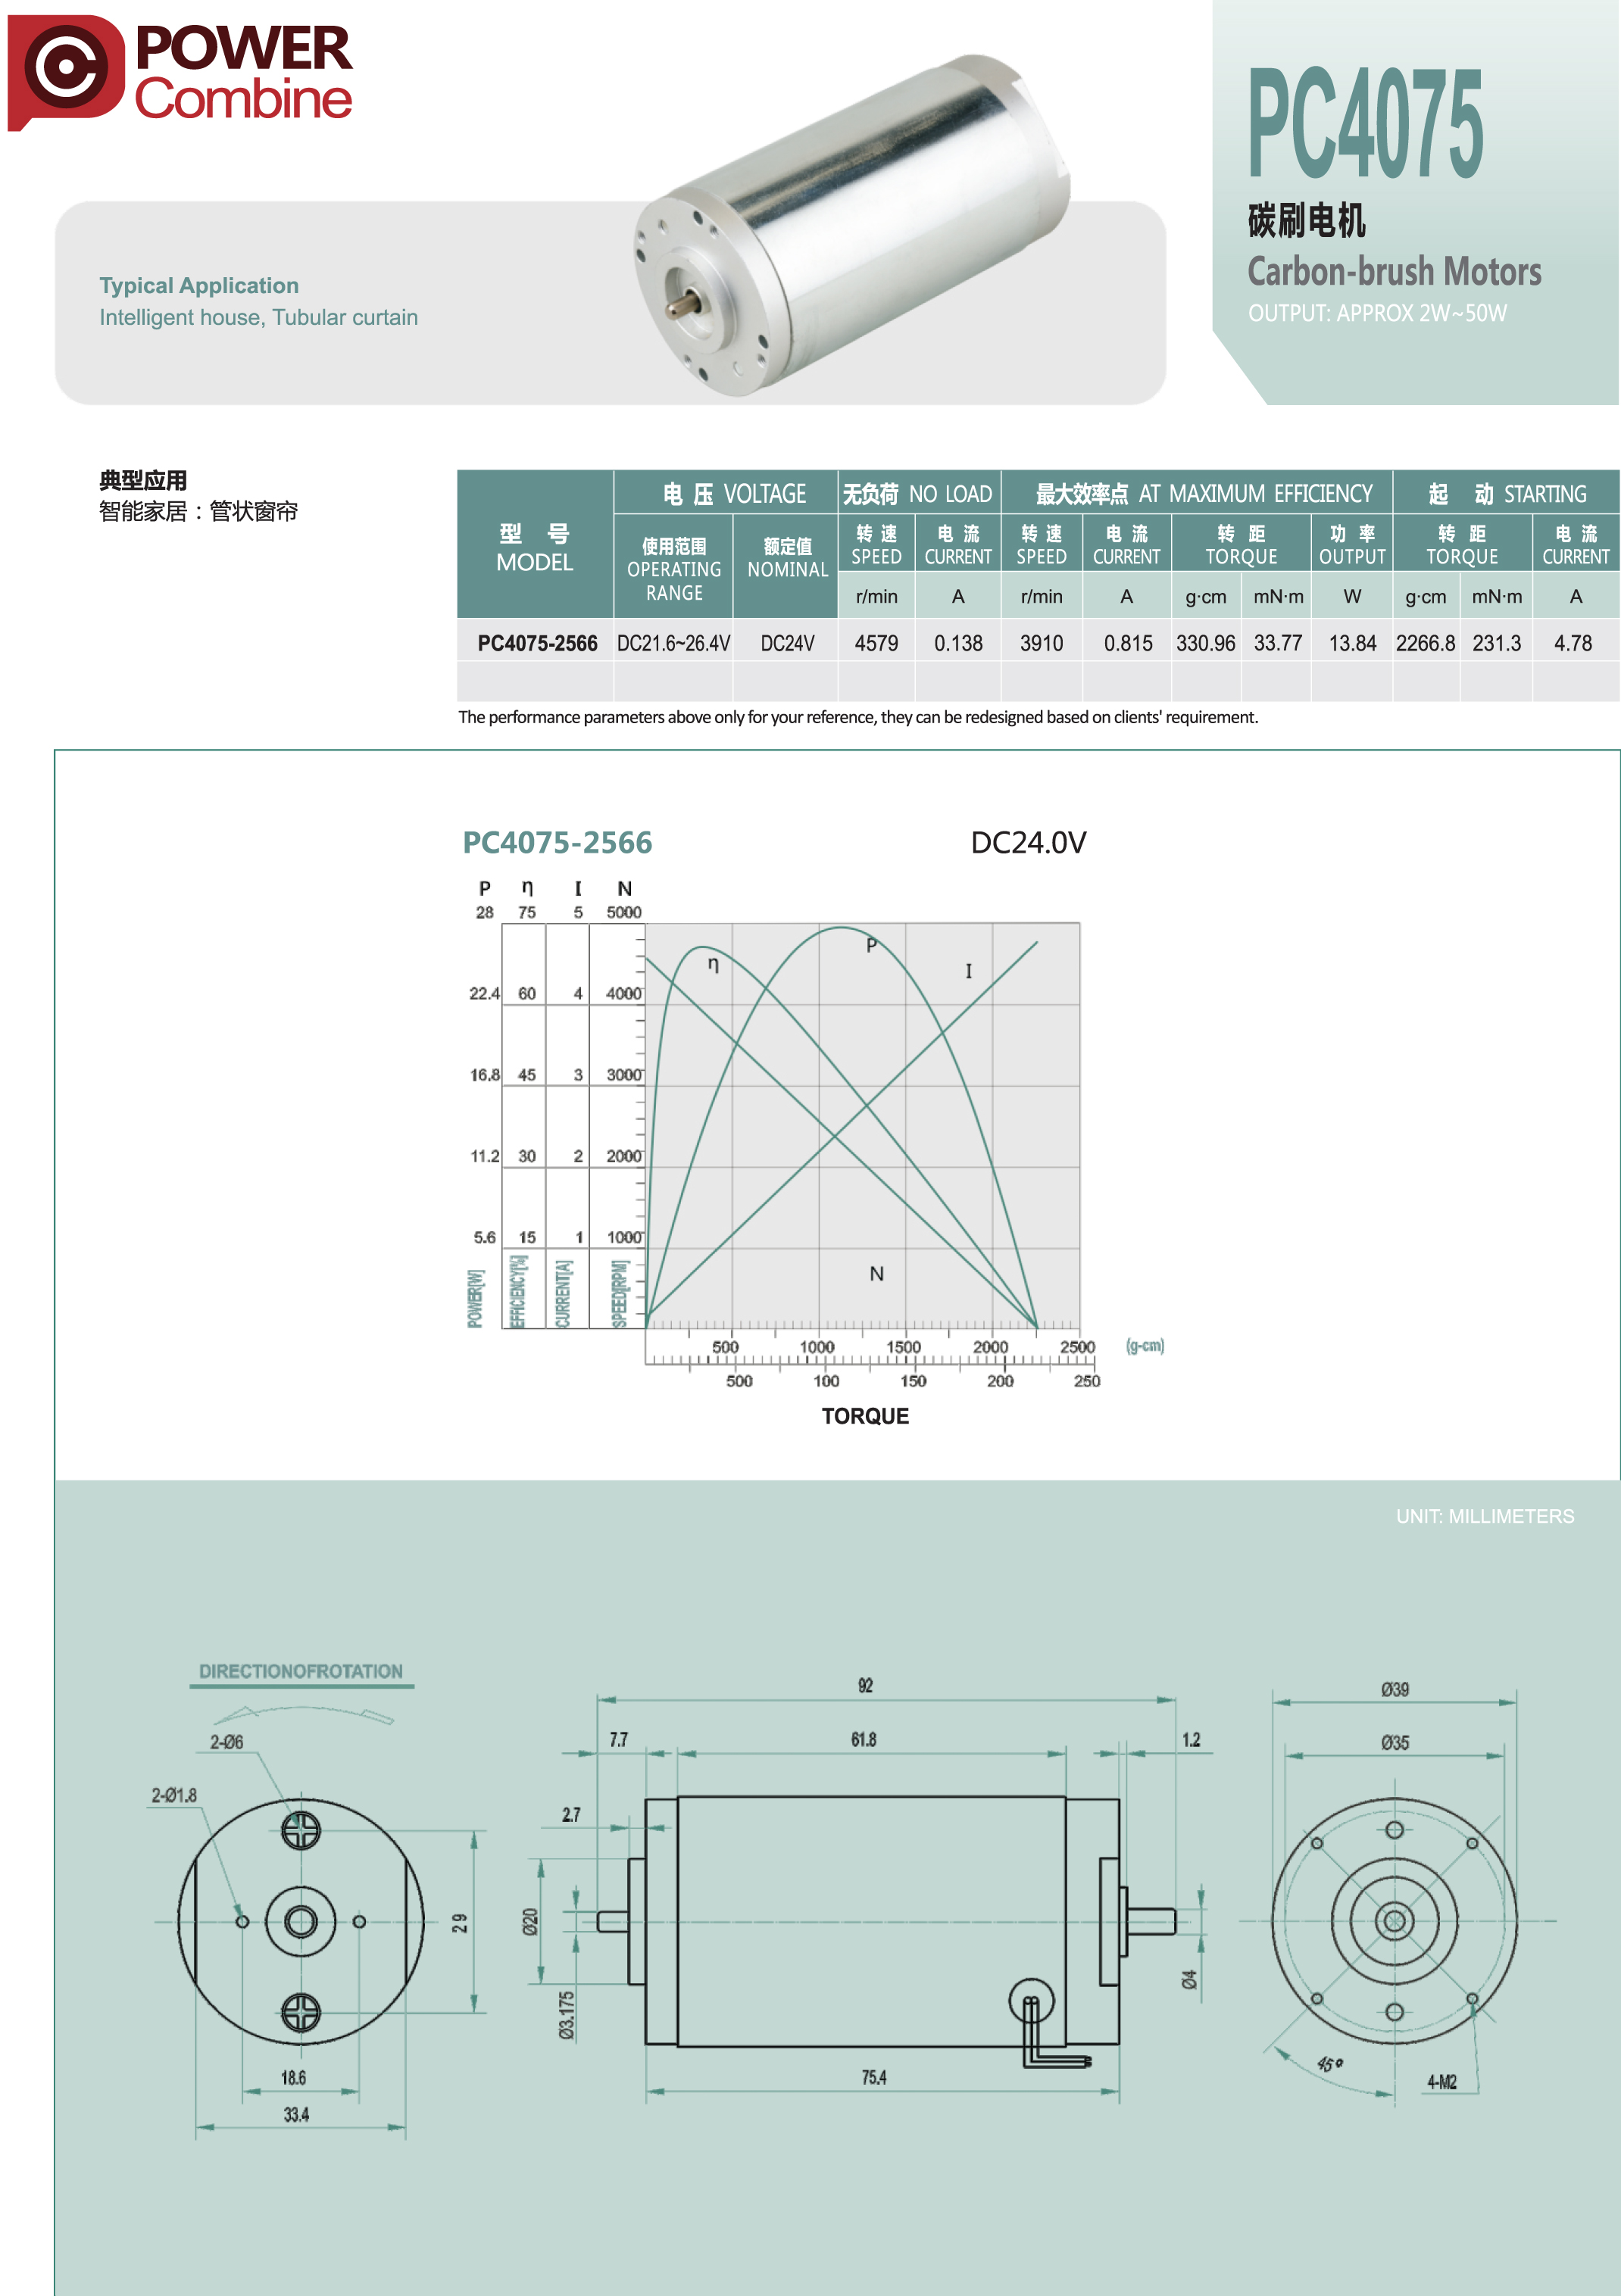 POWER
Combine
PC4075
碳刷电机
Carbon-brush Motors
OUTPUT: APPROX 2W~50W
Typical Application
Intelligent house, Tubular curtain
典型应用
智能家居：管状窗帘
型 号 MODEL
电 压 VOLTAGE
无负荷 NO LOAD
最大效率点 AT MAXIMUM EFFICIENCY
起 动 STARTING
使用范围 OPERATING RANGE
额定值 NOMINAL
转 速 SPEED
电 流 CURRENT
转 速 SPEED
电 流 CURRENT
转 距 TORQUE
功 率 OUTPUT
转 距 TORQUE
电 流 CURRENT
r/min A r/min A g·cm mN·m W g·cm mN·m A
PC4075-2566 DC21.6~26.4V DC24V 4579 0.138 3910 0.815 330.96 33.77 13.84 2266.8 231.3 4.78
The performance parameters above only for your reference, they can be redesigned based on clients' requirement.
PC4075-2566 DC24.0V
P η I N
28 75 5 5000
22.4 60 4 4000
16.8 45 3 3000
11.2 30 2 2000
5.6 15 1 1000
POWER[W] EFFICIENCY[%] CURRENT[A] SPEED[RPM]
η
P
I
N
500 1000 1500 2000 2500 (g-cm)
500 100 150 200 250
TORQUE
UNIT: MILLIMETERS
DIRECTIONOFROTATION
2-Ø6
2-Ø1.8
29
18.6
33.4
92
7.7 61.8 1.2
2.7
Ø20
Ø3.175
Ø4
75.4
Ø39
Ø35
45°
4-M2